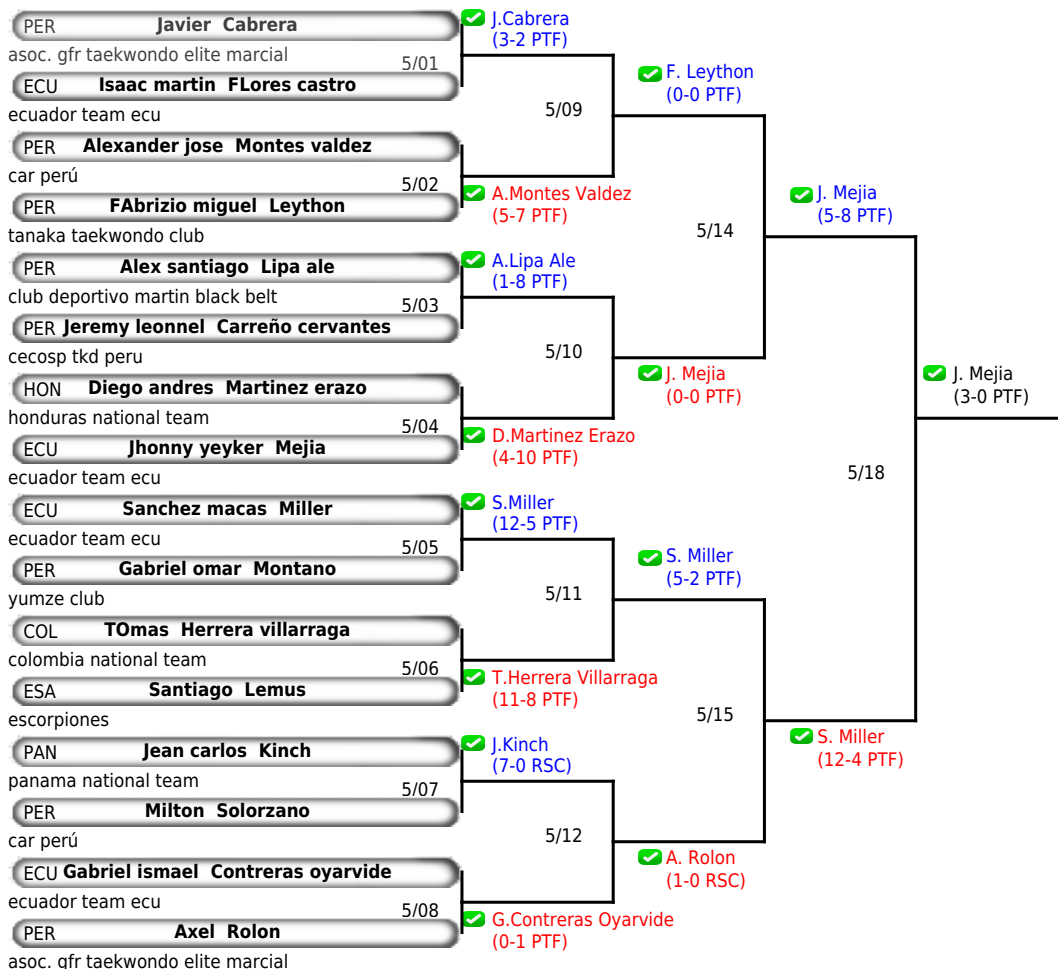 PER Javier Cabrera
asoc. gfr taekwondo elite marcial
5/01
ECU Isaac martin FLores castro
ecuador team ecu
PER Alexander jose Montes valdez
car perú
5/02
PER FAbrizio miguel Leython
tanaka taekwondo club
PER Alex santiago Lipa ale
club deportivo martin black belt
5/03
PER Jeremy leonnel Carreño cervantes
cecosp tkd peru
HON Diego andres Martinez erazo
honduras national team
5/04
ECU Jhonny yeyker Mejia
ecuador team ecu
ECU Sanchez macas Miller
ecuador team ecu
5/05
PER Gabriel omar Montano
yumze club
COL TOmas Herrera villarraga
colombia national team
5/06
ESA Santiago Lemus
escorpiones
PAN Jean carlos Kinch
panama national team
5/07
PER Milton Solorzano
car perú
ECU Gabriel ismael Contreras oyarvide
ecuador team ecu
5/08
PER Axel Rolon
asoc. gfr taekwondo elite marcial
J.Cabrera
(3-2 PTF)
5/09
A.Montes Valdez
(5-7 PTF)
A.Lipa Ale
(1-8 PTF)
5/10
D.Martinez Erazo
(4-10 PTF)
S.Miller
(12-5 PTF)
5/11
T.Herrera Villarraga
(11-8 PTF)
J.Kinch
(7-0 RSC)
5/12
G.Contreras Oyarvide
(0-1 PTF)
F. Leython
(0-0 PTF)
5/14
J. Mejia
(0-0 PTF)
S. Miller
(5-2 PTF)
5/15
A. Rolon
(1-0 RSC)
J. Mejia
(5-8 PTF)
5/18
S. Miller
(12-4 PTF)
J. Mejia
(3-0 PTF)